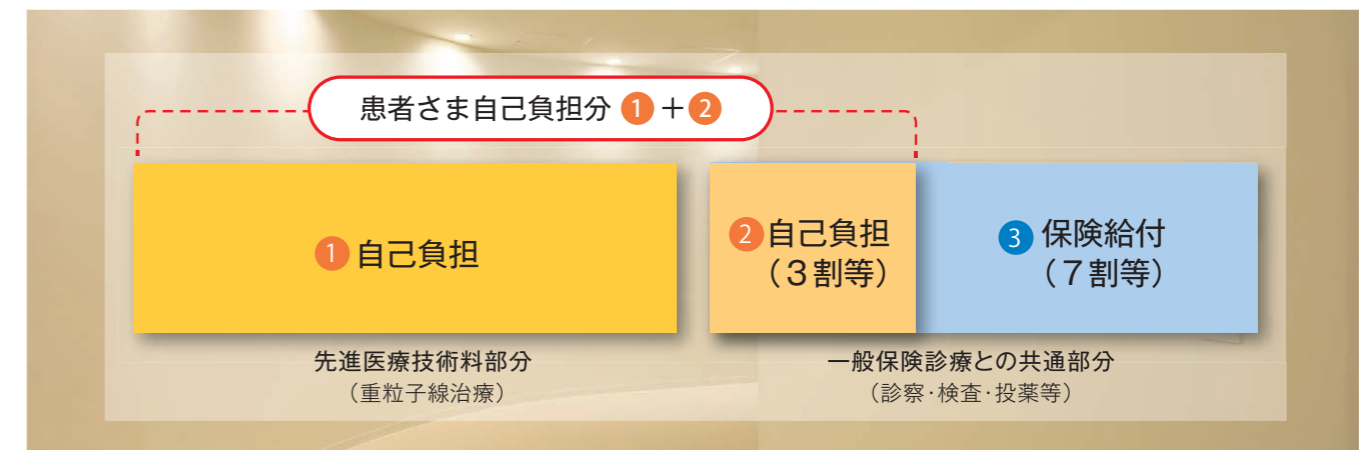 患者さま自己負担分 1+2
1 自己負担
2 自己負担
(3割等)
3 保険給付
(7割等)
先進医療技術料部分
(重粒子線治療)
一般保険診療との共通部分
(診察・検査・投薬等)